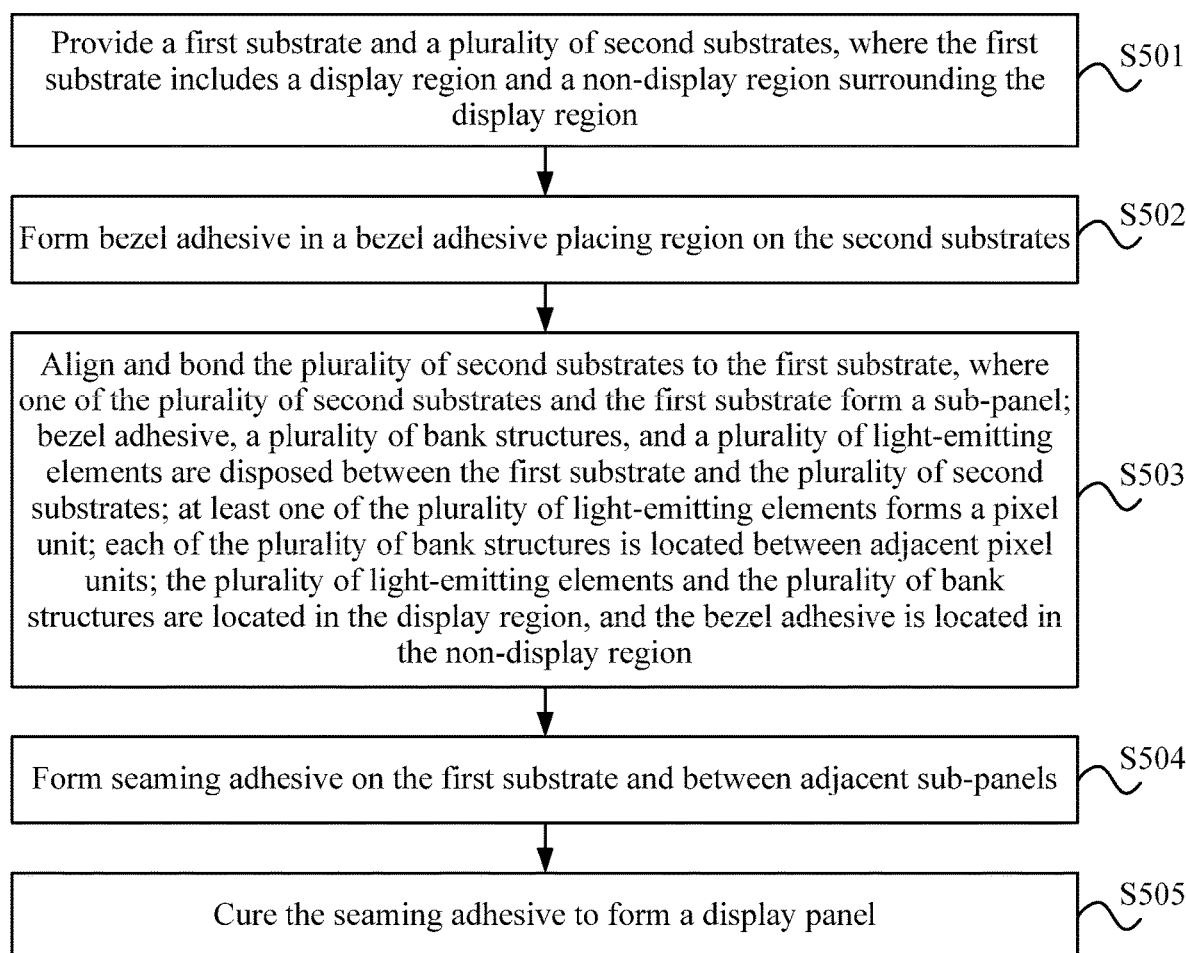 Provide a first substrate and a plurality of second substrates, where the first
substrate includes a display region and a non-display region surrounding the
display region
S501
Form bezel adhesive in a bezel adhesive placing region on the second substrates
S502
Align and bond the plurality of second substrates to the first substrate, where
one of the plurality of second substrates and the first substrate form a sub-panel;
bezel adhesive, a plurality of bank structures, and a plurality of light-emitting
elements are disposed between the first substrate and the plurality of second
substrates; at least one of the plurality of light-emitting elements forms a pixel
unit; each of the plurality of bank structures is located between adjacent pixel
units; the plurality of light-emitting elements and the plurality of bank
structures are located in the display region, and the bezel adhesive is located in
the non-display region
S503
Form seaming adhesive on the first substrate and between adjacent sub-panels
S504
Cure the seaming adhesive to form a display panel
S505